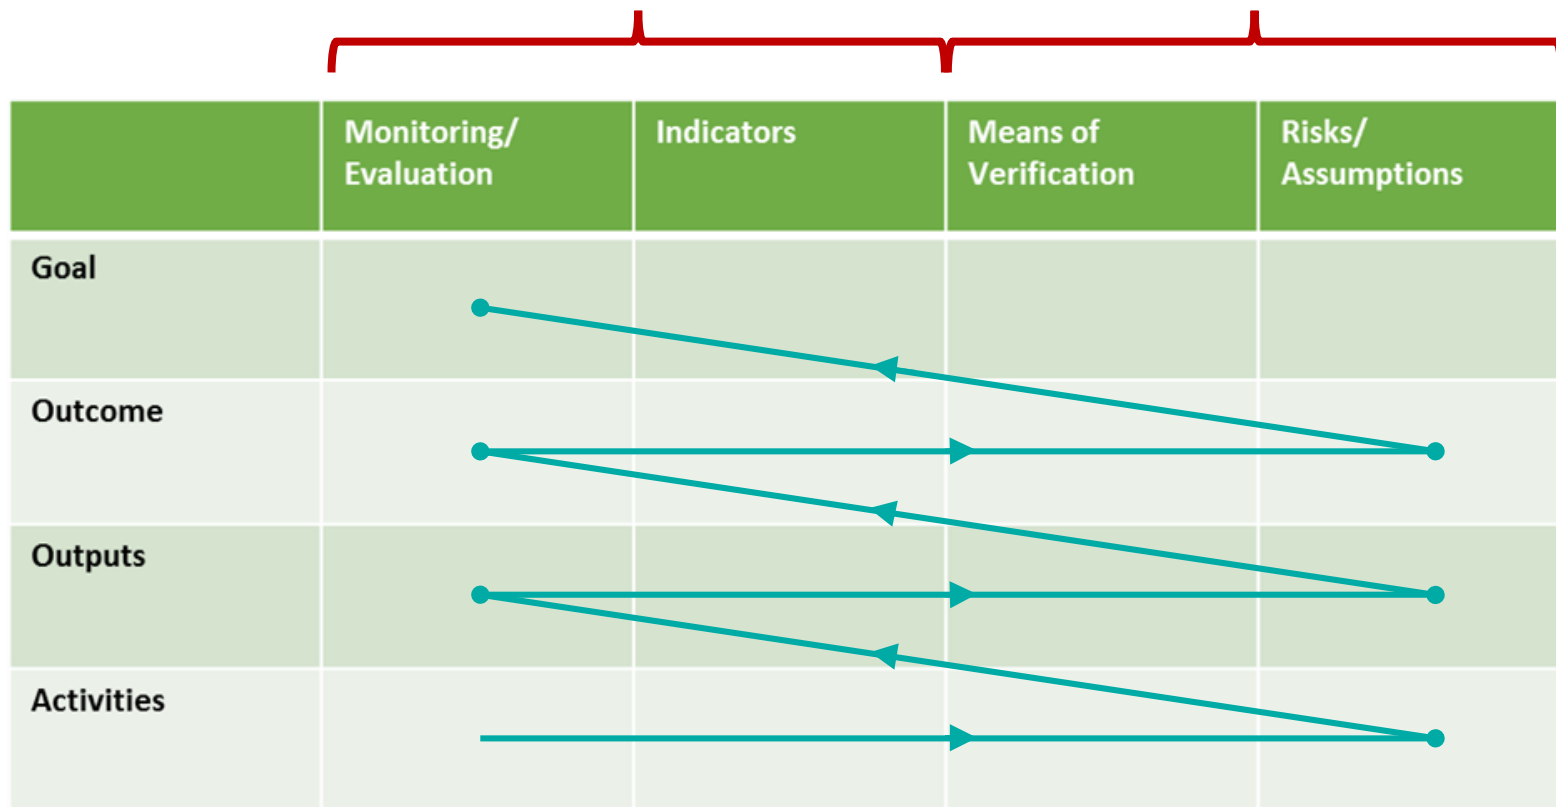 Monitoring/
Evaluation
Indicators
Means of
Verification
Risks/
Assumptions
Goal
Outcome
Outputs
Activities